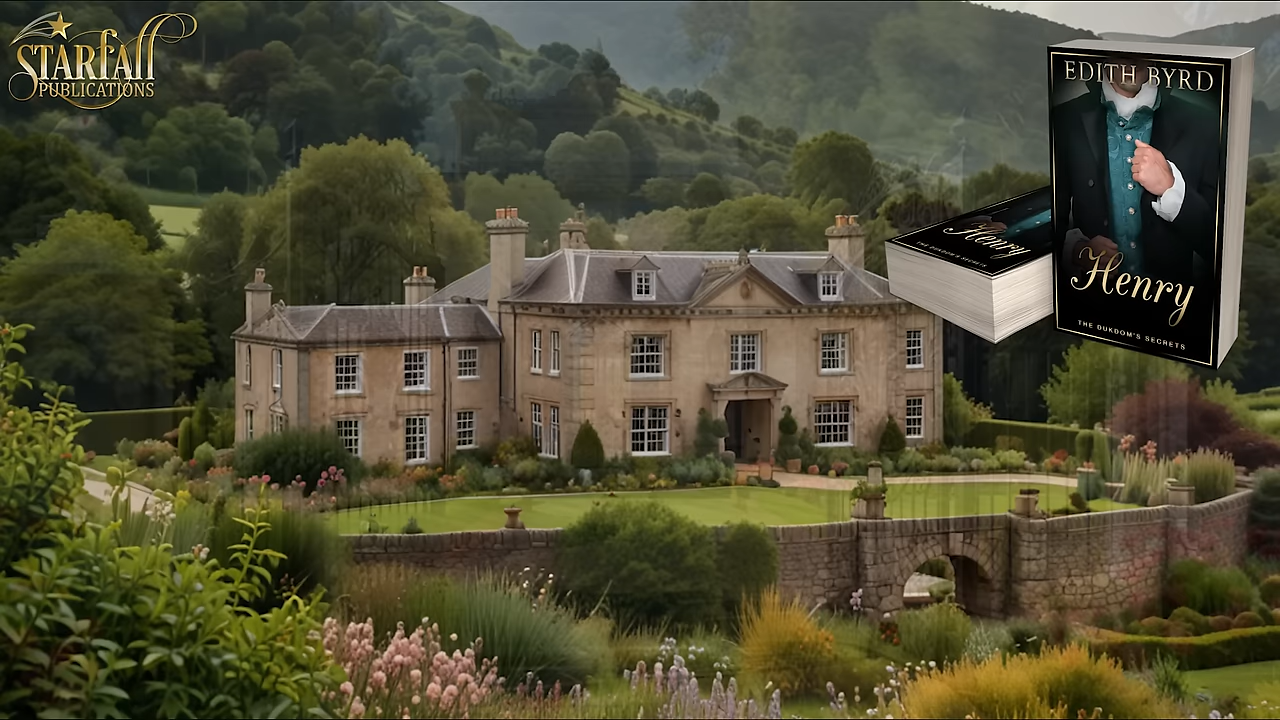 STARfAll
PUBLICATIONS
EDITH BYRD
Henry
THE DUKDOM'S SECRETS
Henry
THE DUKDOM'S SECRETS